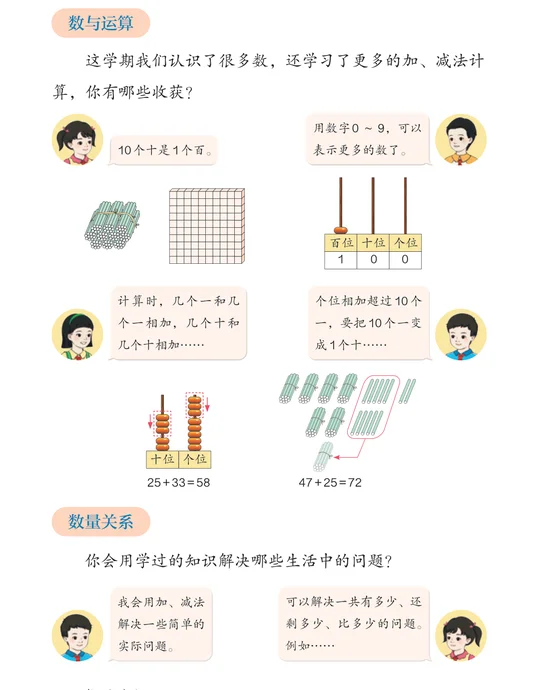 数与运算
这学期我们认识了很多数，还学习了更多的加、减法计
算，你有哪些收获？
10个十是1个百。
用数字0～9，可以
表示更多的数了。
百位 十位 个位
1 0 0
计算时，几个一和几
个一相加，几个十和
几个十相加……
个位相加超过10个
一，要把10个一变
成1个十……
十位 个位
25+33=58
47+25=72
数量关系
你会用学过的知识解决哪些生活中的问题？
我会用加、减法
解决一些简单的
实际问题。
可以解决一共有多少、还
剩多少、比多少的问题。
例如……